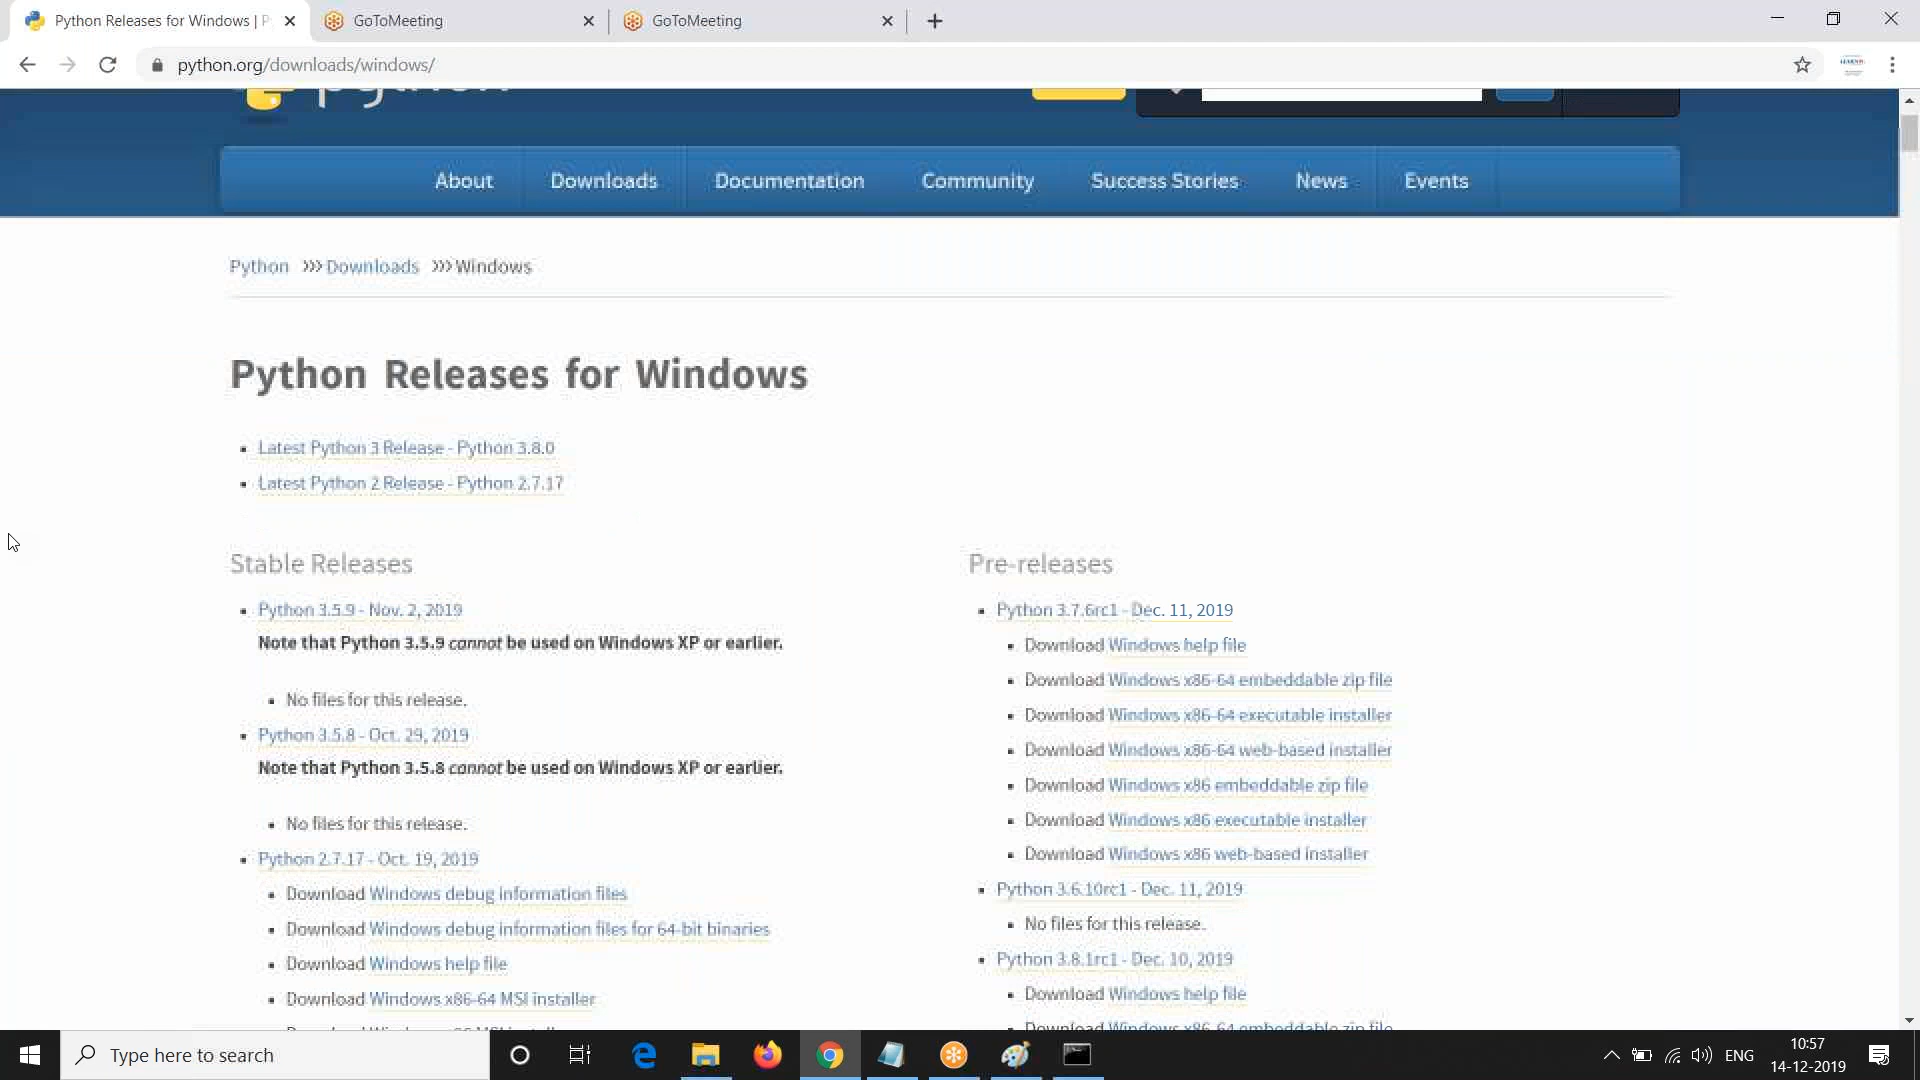 Python Releases for Windows | P
GoToMeeting
GoToMeeting
python.org/downloads/windows/
python
About
Downloads
Documentation
Community
Success Stories
News
Events
Python >>> Downloads >>> Windows
Python Releases for Windows
Latest Python 3 Release - Python 3.8.0
Latest Python 2 Release - Python 2.7.17
Stable Releases
Python 3.5.9 - Nov. 2, 2019
Note that Python 3.5.9 cannot be used on Windows XP or earlier.
No files for this release.
Python 3.5.8 - Oct. 29, 2019
Note that Python 3.5.8 cannot be used on Windows XP or earlier.
No files for this release.
Python 2.7.17 - Oct. 19, 2019
Download Windows debug information files
Download Windows debug information files for 64-bit binaries
Download Windows help file
Download Windows x86-64 MSI installer
Pre-releases
Python 3.7.6rc1 - Dec. 11, 2019
Download Windows help file
Download Windows x86-64 embeddable zip file
Download Windows x86-64 executable installer
Download Windows x86-64 web-based installer
Download Windows x86 embeddable zip file
Download Windows x86 executable installer
Download Windows x86 web-based installer
Python 3.6.10rc1 - Dec. 11, 2019
No files for this release.
Python 3.8.1rc1 - Dec. 10, 2019
Download Windows help file
Download Windows x86-64 embeddable zip file
Type here to search
ENG
10:57
14-12-2019